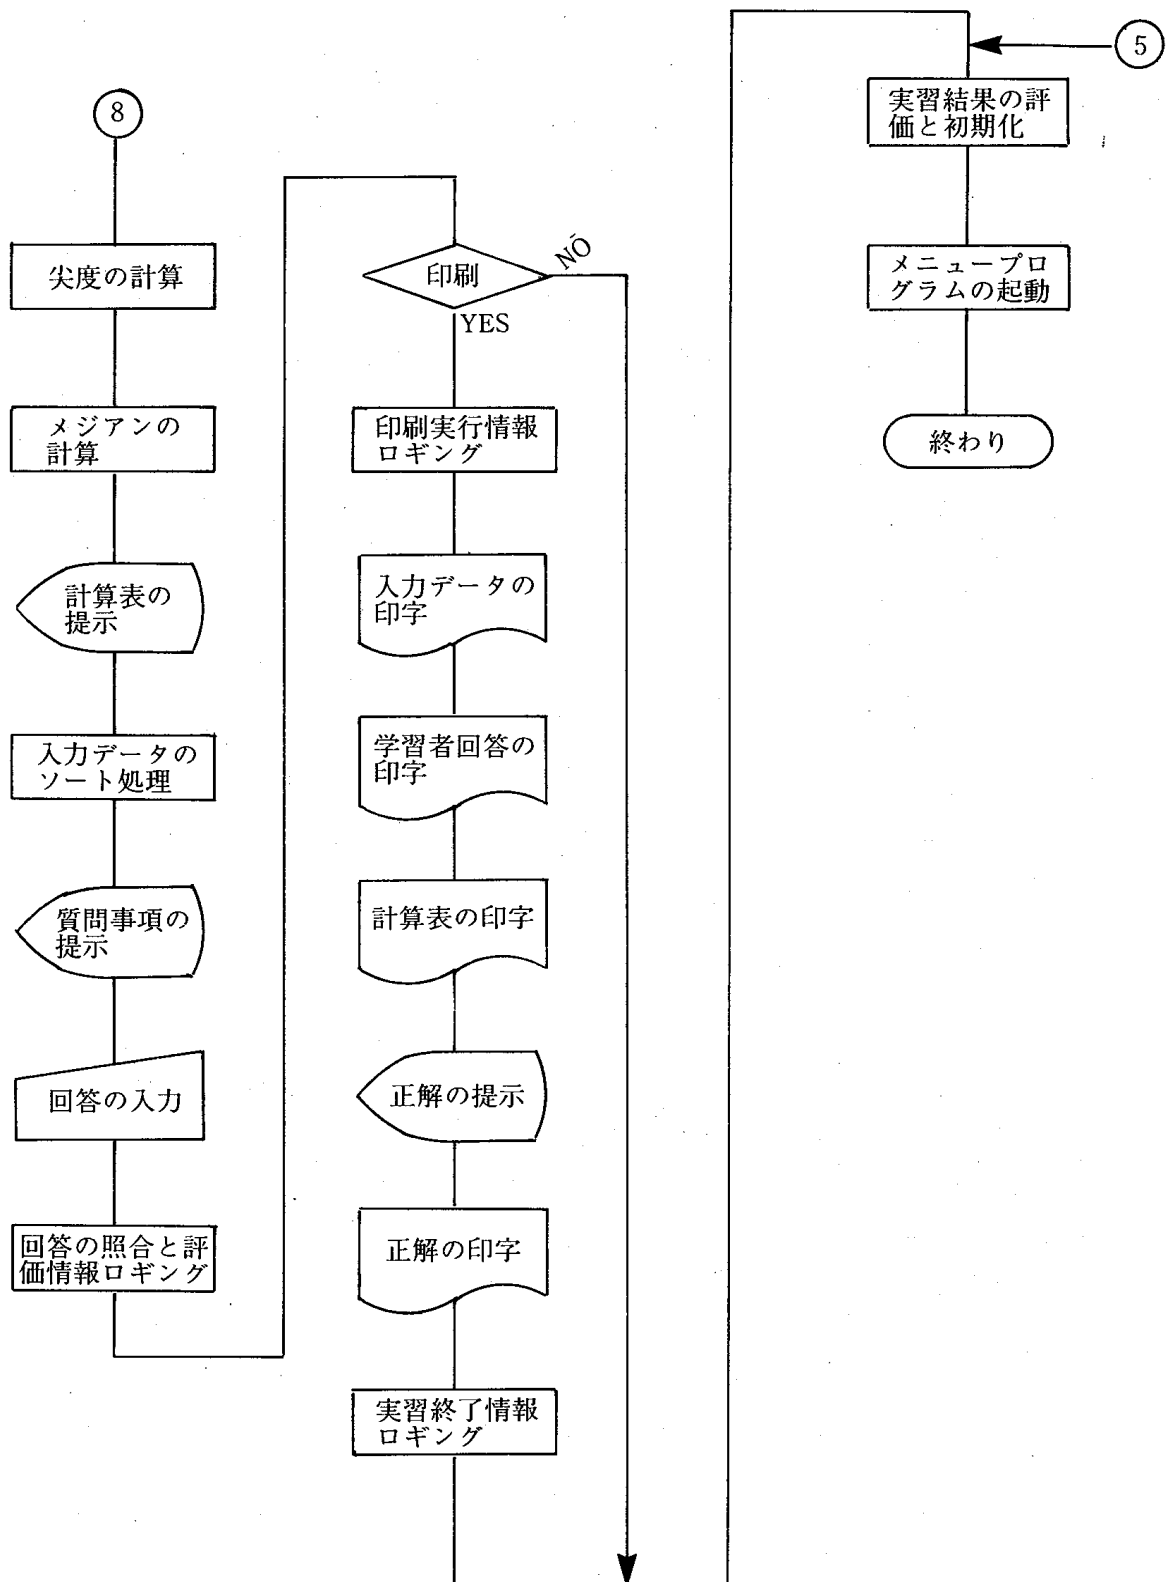 8
尖度の計算
メジアンの
計算
計算表の
提示
入力データの
ソート処理
質問事項の
提示
回答の入力
回答の照合と評
価情報ロギング
印刷
NO
YES
印刷実行情報
ロギング
入力データの
印字
学習者回答の
印字
計算表の印字
正解の提示
正解の印字
実習終了情報
ロギング
5
実習結果の評
価と初期化
メニュープロ
グラムの起動
終わり